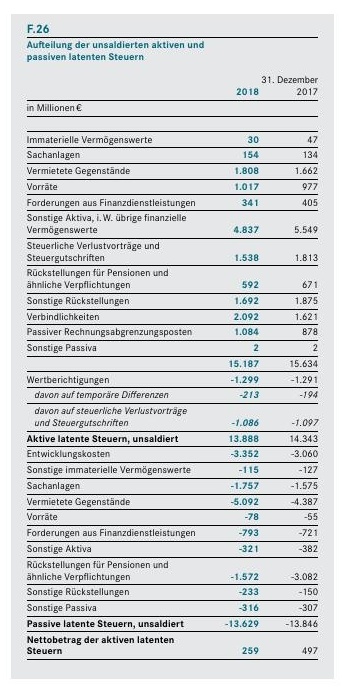 F.26
Aufteilung der unsaldierten aktiven und
passiven latenten Steuern
31. Dezember
2018 2017
in Millionen €
Immaterielle Vermögenswerte 30 47
Sachanlagen 154 134
Vermietete Gegenstände 1.808 1.662
Vorräte 1.017 977
Forderungen aus Finanzdienstleistungen 341 405
Sonstige Aktiva, i. W. übrige finanzielle
Vermögenswerte 4.837 5.549
Steuerliche Verlustvorträge und
Steuergutschriften 1.538 1.813
Rückstellungen für Pensionen und
ähnliche Verpflichtungen 592 671
Sonstige Rückstellungen 1.692 1.875
Verbindlichkeiten 2.092 1.621
Passiver Rechnungsabgrenzungsposten 1.084 878
Sonstige Passiva 2 2
15.187 15.634
Wertberichtigungen -1.299 -1.291
davon auf temporäre Differenzen -213 -194
davon auf steuerliche Verlustvorträge
und Steuergutschriften -1.086 -1.097
Aktive latente Steuern, unsaldiert 13.888 14.343
Entwicklungskosten -3.352 -3.060
Sonstige immaterielle Vermögenswerte -115 -127
Sachanlagen -1.757 -1.575
Vermietete Gegenstände -5.092 -4.387
Vorräte -78 -55
Forderungen aus Finanzdienstleistungen -793 -721
Sonstige Aktiva -321 -382
Rückstellungen für Pensionen und
ähnliche Verpflichtungen -1.572 -3.082
Sonstige Rückstellungen -233 -150
Sonstige Passiva -316 -307
Passive latente Steuern, unsaldiert -13.629 -13.846
Nettobetrag der aktiven latenten
Steuern 259 497